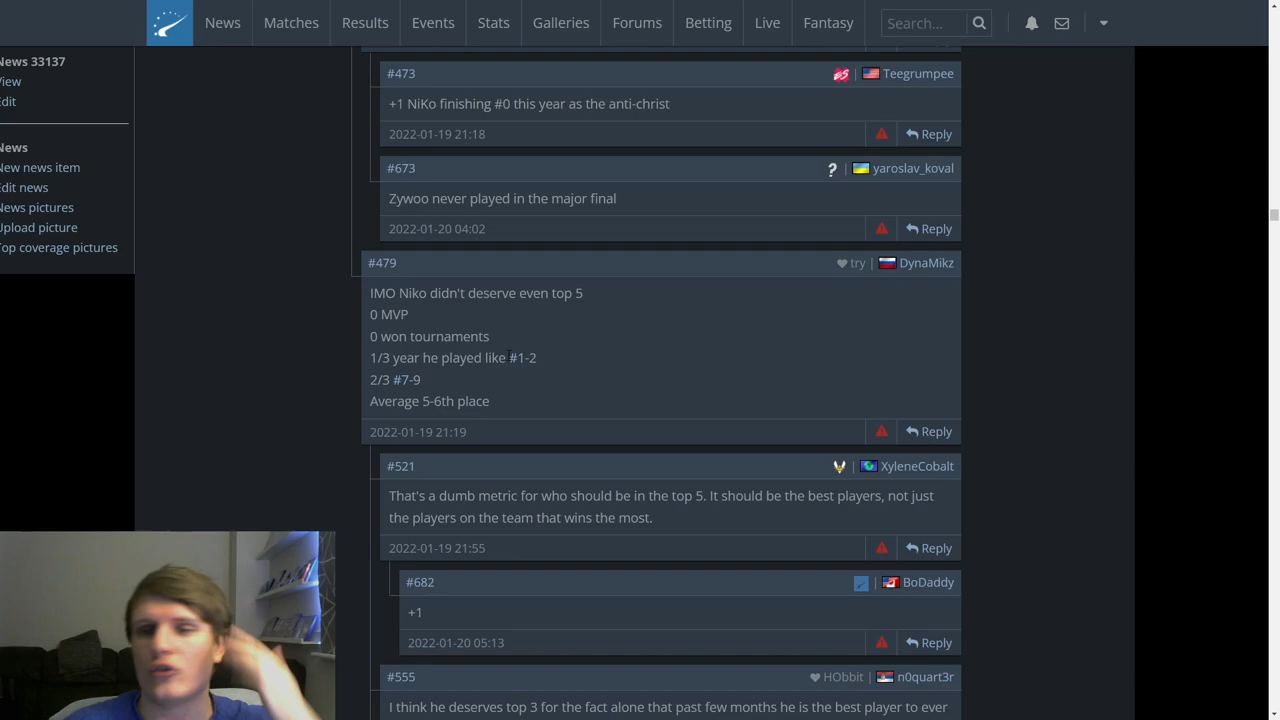 News
Matches
Results
Events
Stats
Galleries
Forums
Betting
Live
Fantasy
Search...
News 33137
View
Edit
News
New news item
Edit news
News pictures
Upload picture
Top coverage pictures
#473
Teegrumpee
+1 NiKo finishing #0 this year as the anti-christ
2022-01-19 21:18
Reply
#673
? | yaroslav_koval
Zywoo never played in the major final
2022-01-20 04:02
Reply
#479
try | DynaMikz
IMO Niko didn't deserve even top 5
0 MVP
0 won tournaments
1/3 year he played like #1-2
2/3 #7-9
Average 5-6th place
2022-01-19 21:19
Reply
#521
XyleneCobalt
That's a dumb metric for who should be in the top 5. It should be the best players, not just
the players on the team that wins the most.
2022-01-19 21:55
Reply
#682
BoDaddy
+1
2022-01-20 05:13
Reply
#555
HObbit | n0quart3r
I think he deserves top 3 for the fact alone that past few months he is the best player to ever